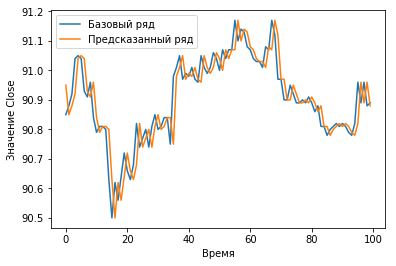 91.2
91.1
91.0
90.9
90.8
90.7
90.6
90.5
Значение Close
Базовый ряд
Предсказанный ряд
0 20 40 60 80 100
Время